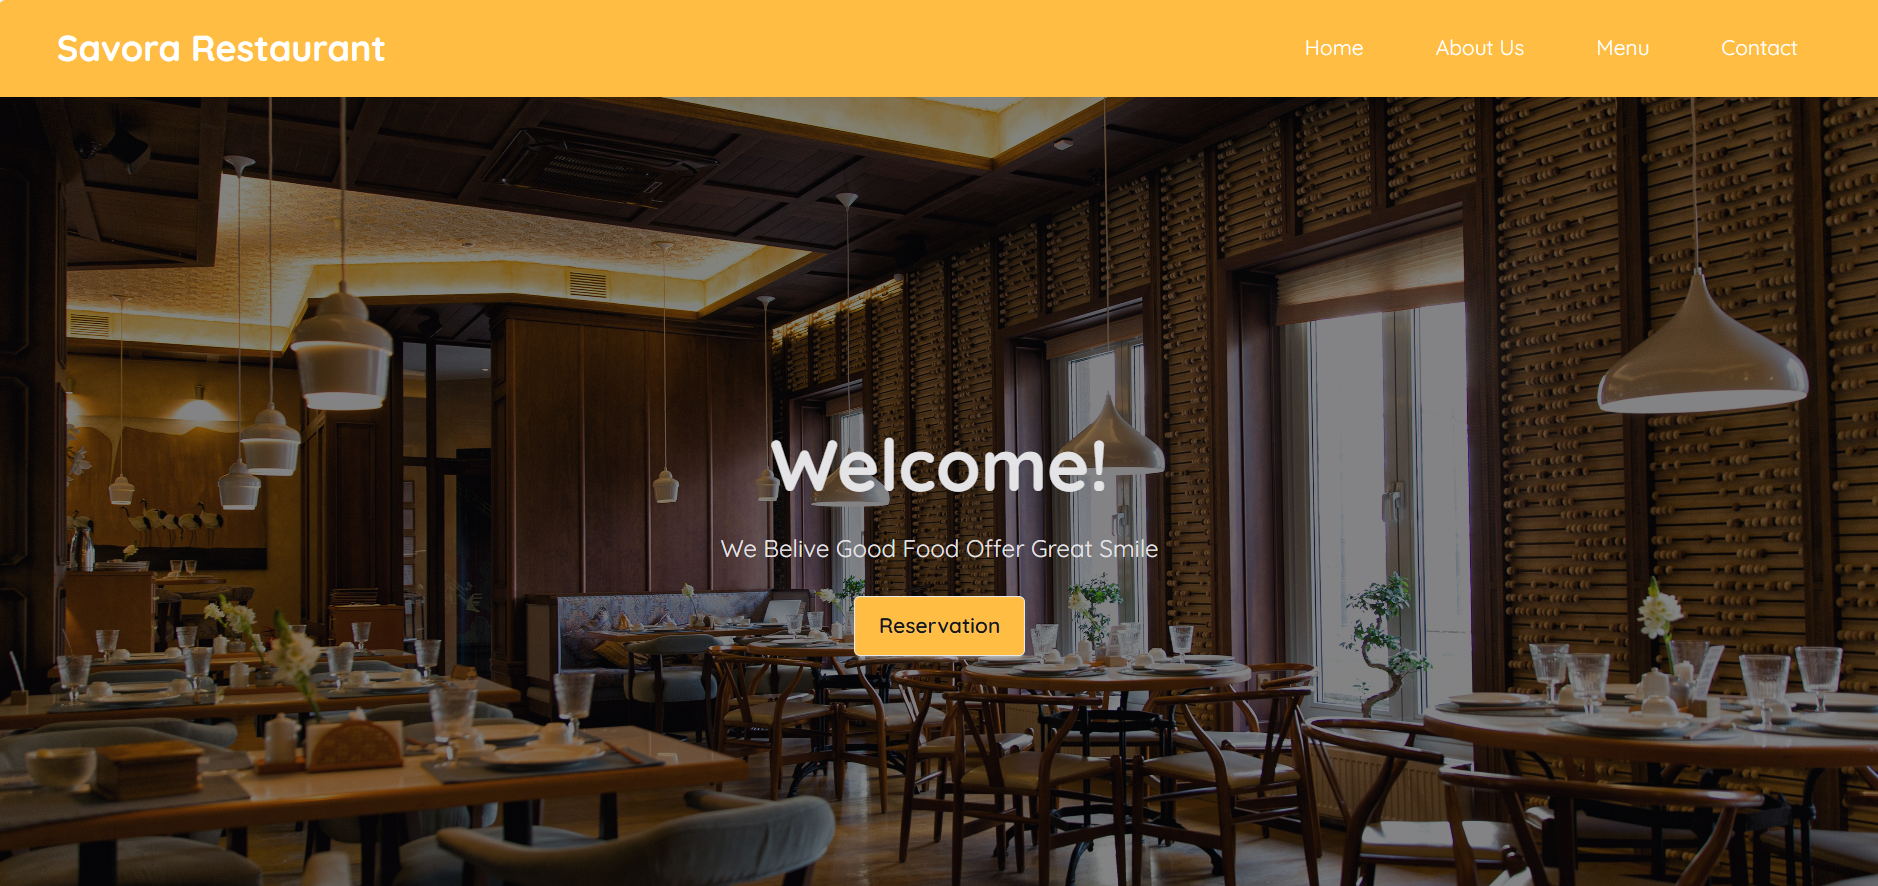 Savora Restaurant
Home About Us Menu Contact
Welcome!
We Belive Good Food Offer Great Smile
Reservation